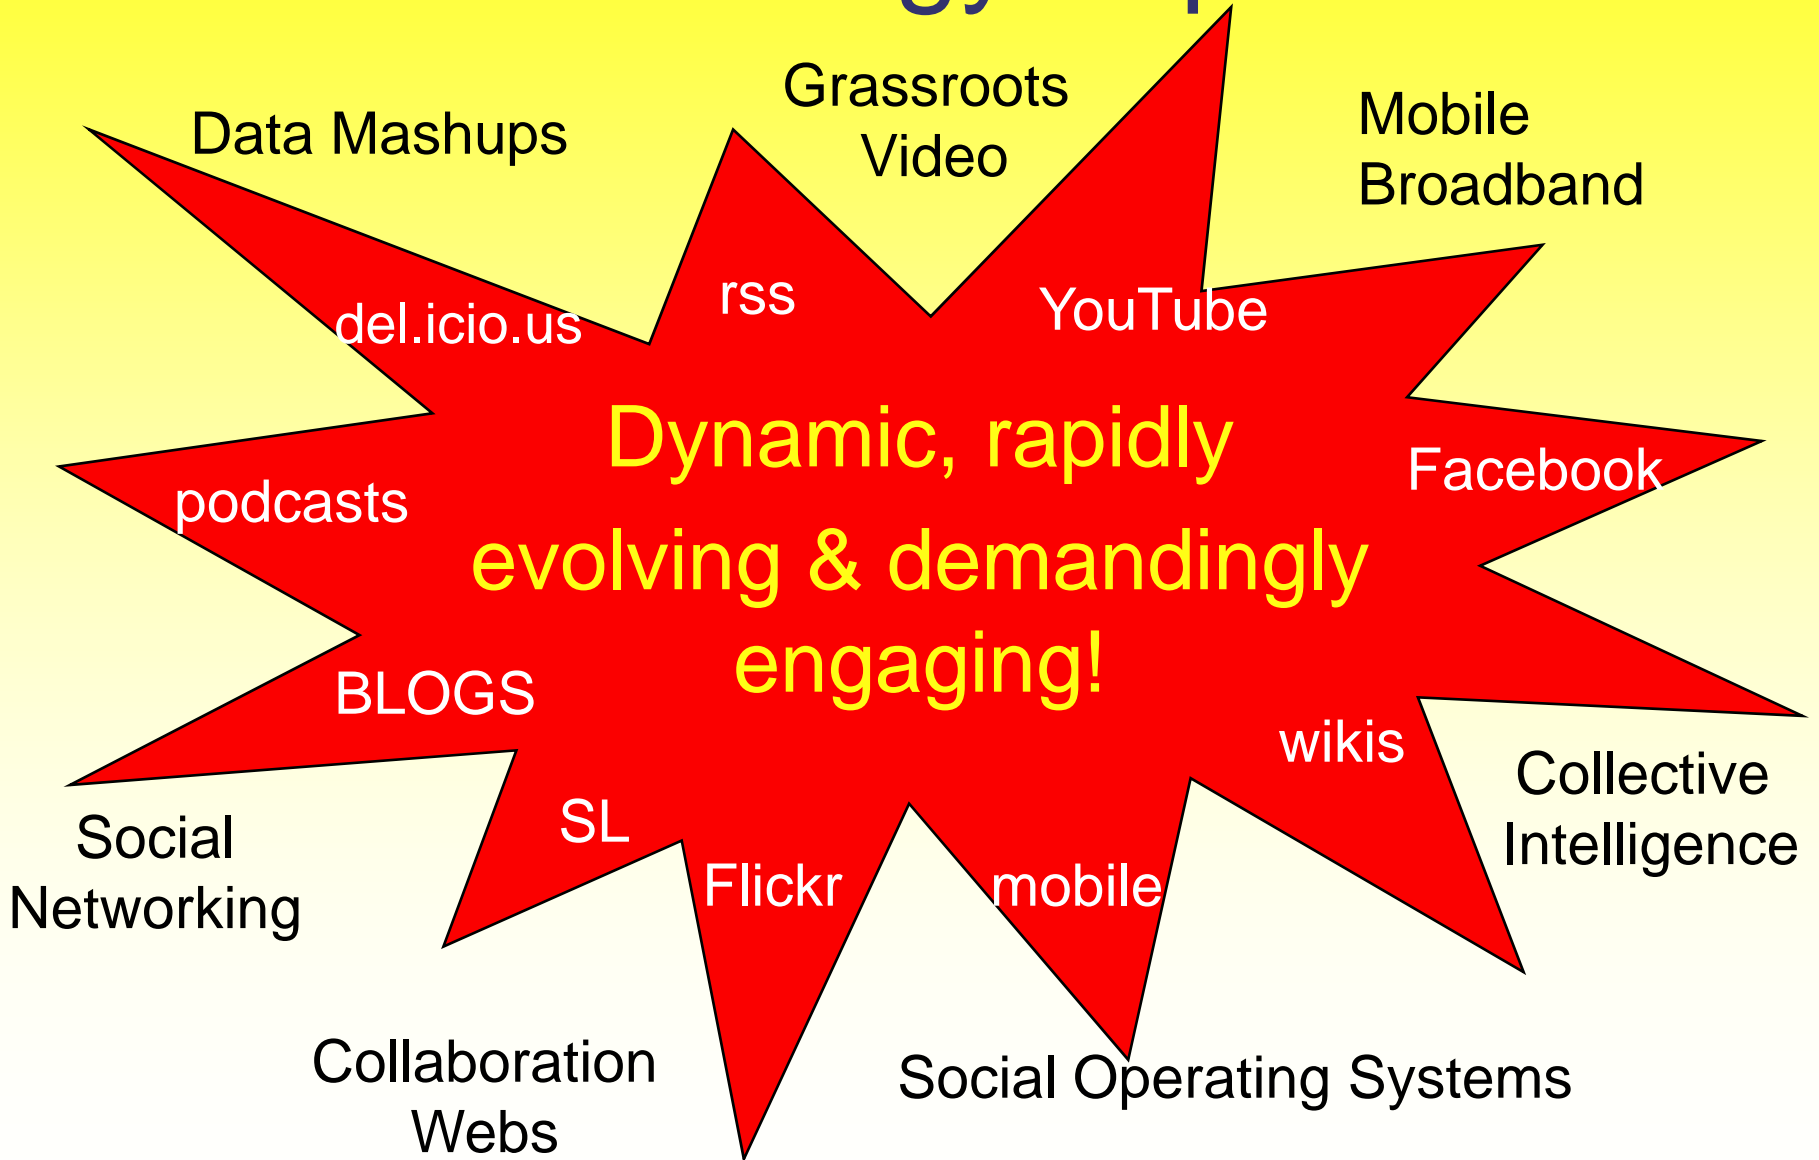 Grassroots
Video
Data Mashups
Mobile
Broadband
rss
YouTube
del.icio.us
Dynamic, rapidly
Facebook
podcasts
evolving & demandingly
engaging!
BLOGS
wikis
Collective
Intelligence
SL
Social
Networking
Flickr
mobile
Collaboration
Webs
Social Operating Systems